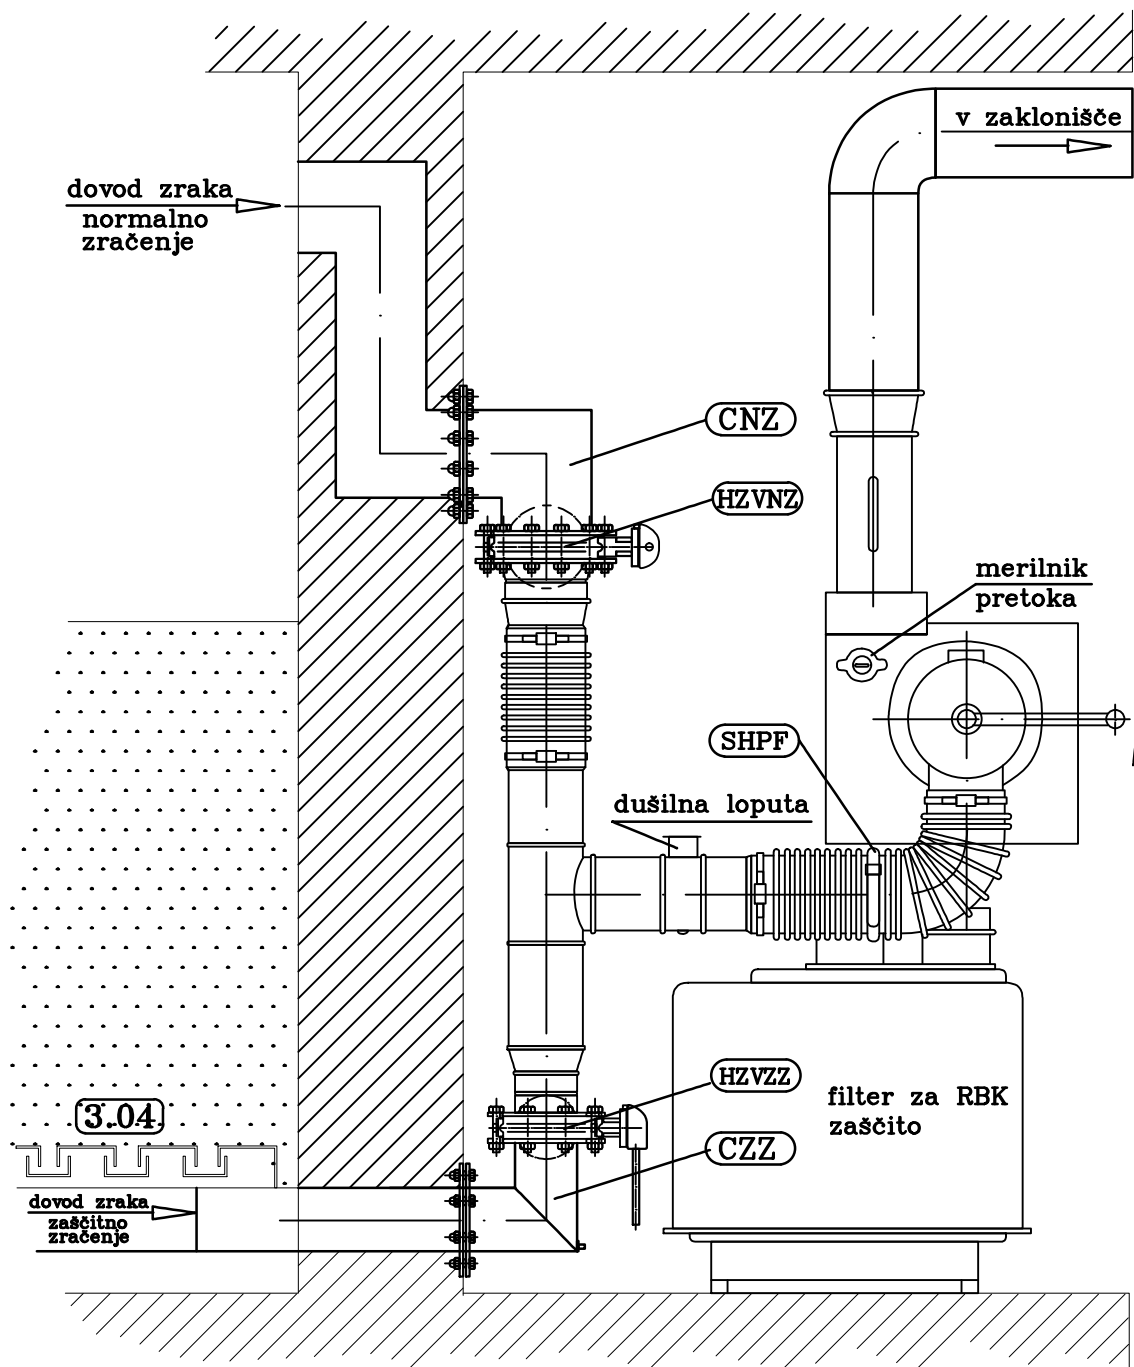 v zaklonišče
dovod zraka
normalno
zračenje
CNZ
HZVNZ
merilnik
pretoka
SHPF
dušilna loputa
HZVZZ
filter za RBK
zaščito
3.04
CZZ
dovod zraka
zaščitno
zračenje